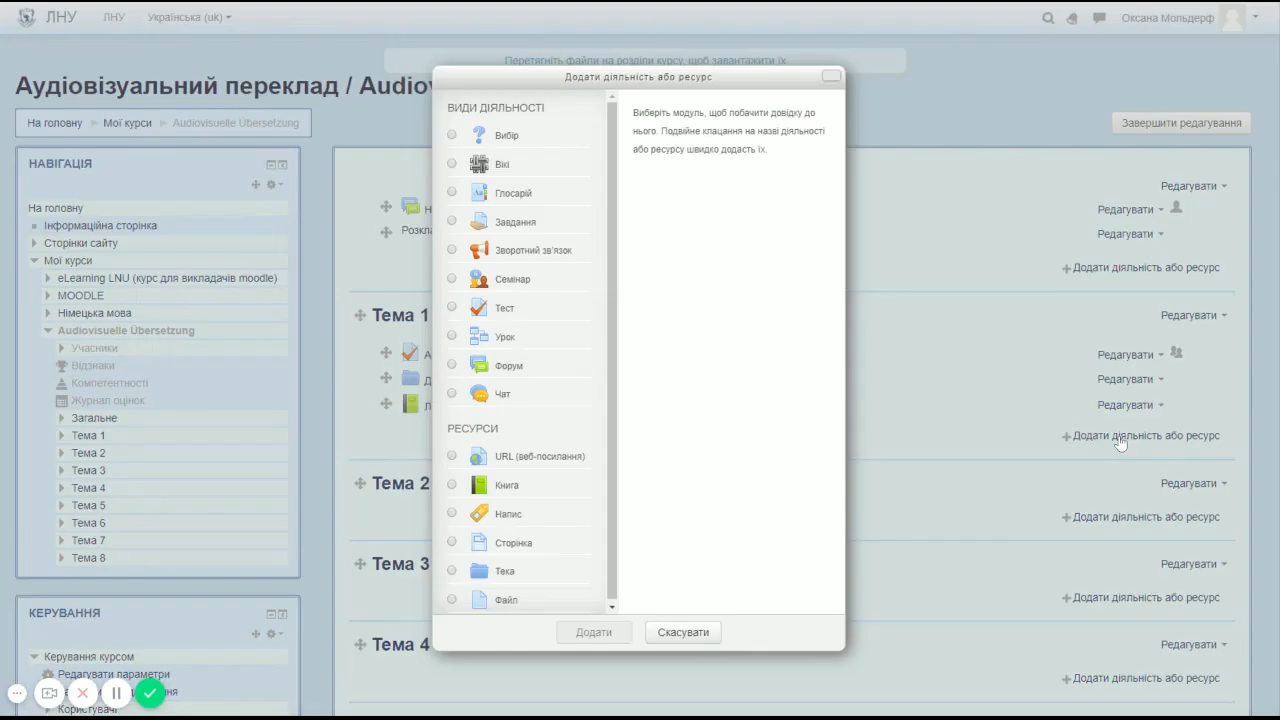 ЛНУ
ЛНУ
Українська (uk)
Оксана Мольдерф
Перетягніть файли на розділи курсу, щоб завантажити їх
Аудіовізуальний переклад / Audiov
На головну
Мої курси
Audiovisuelle Übersetzung
Завершити редагування
НАВІГАЦІЯ
На головну
Інформаційна сторінка
Сторінки сайту
Мої курси
eLearning LNU (курс для викладачів moodle)
MOODLE
Німецька мова
Audiovisuelle Übersetzung
Учасники
Відзнаки
Компетентності
Журнал оцінок
Загальне
Тема 1
Тема 2
Тема 3
Тема 4
Тема 5
Тема 6
Тема 7
Тема 8
КЕРУВАННЯ
Керування курсом
Редагувати параметри
Користувачі
Додати діяльність або ресурс
ВИДИ ДІЯЛЬНОСТІ
Вибір
Вікі
Глосарій
Завдання
Зворотний зв'язок
Семінар
Тест
Урок
Форум
Чат
РЕСУРСИ
URL (веб-посилання)
Книга
Напис
Сторінка
Тека
Файл
Виберіть модуль, щоб побачити довідку до
нього. Подвійне клацання на назві діяльності
або ресурсу швидко додасть їх.
Додати
Скасувати
Редагувати
Н
Редагувати
Розкл
Редагувати
Додати діяльність або ресурс
Тема 1
Редагувати
А
Редагувати
Д
Редагувати
Л
Редагувати
Додати діяльність або ресурс
Тема 2
Редагувати
Додати діяльність або ресурс
Тема 3
Редагувати
Додати діяльність або ресурс
Тема 4
Редагувати
Додати діяльність або ресурс